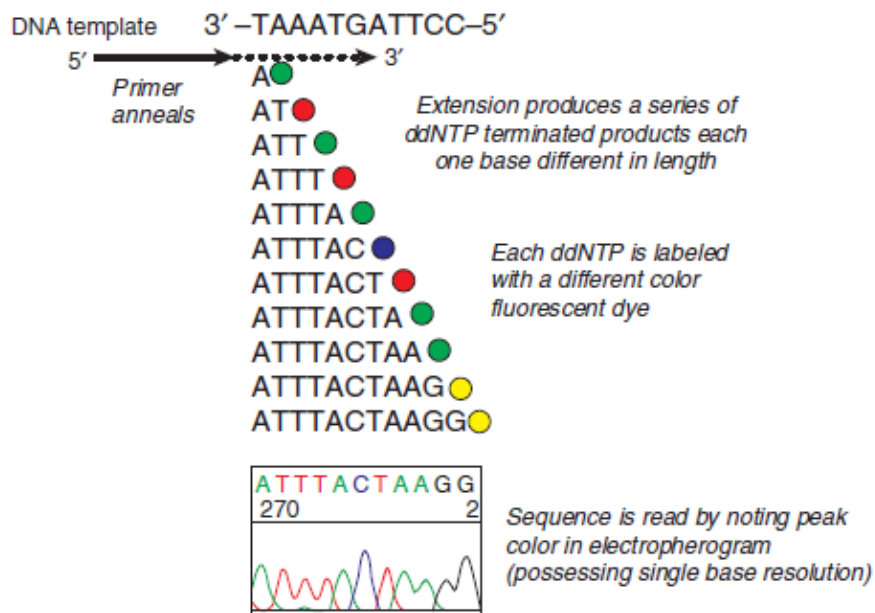 DNA template 3′ –TAAATGATTCC–5′
5′ 3′
Primer
anneals
A
AT
ATT
ATTT
ATTTA
ATTTAC
ATTTACT
ATTTACTA
ATTTACTAA
ATTTACTAAG
ATTTACTAAGG
Extension produces a series of
ddNTP terminated products each
one base different in length
Each ddNTP is labeled
with a different color
fluorescent dye
ATTTACTAAGG
270 2
Sequence is read by noting peak
color in electropherogram
(possessing single base resolution)